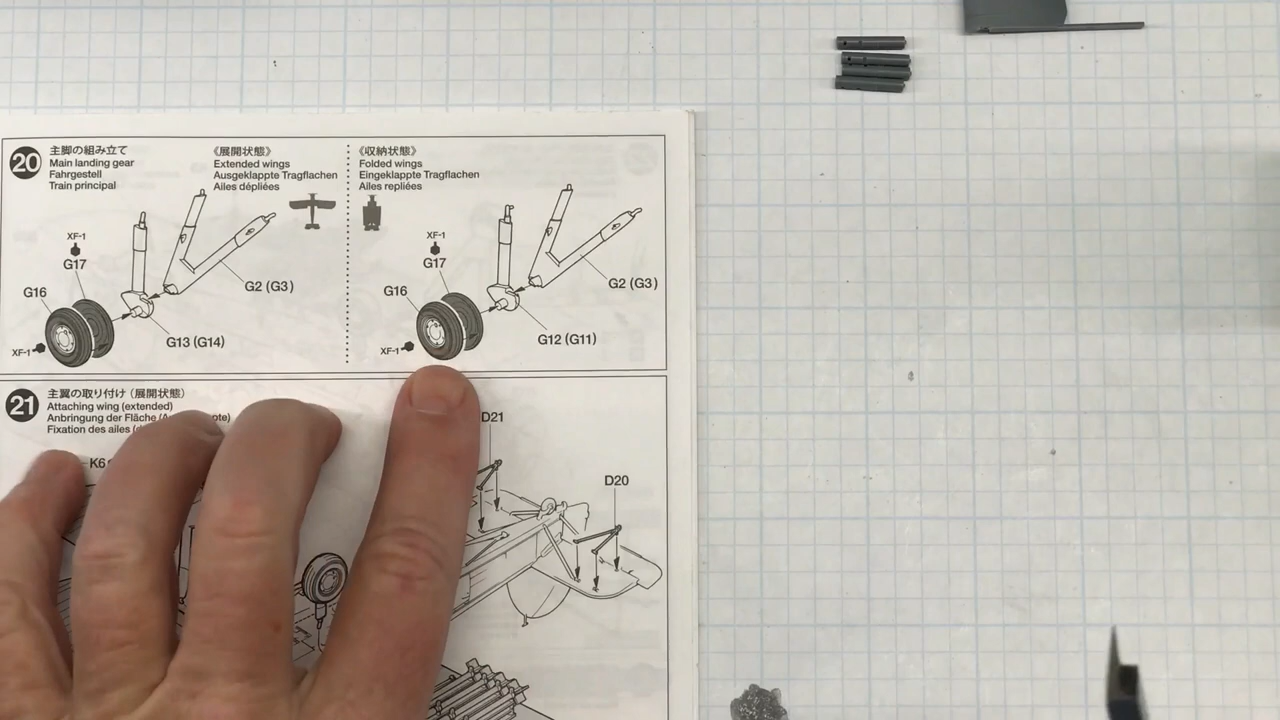 20
主脚の組み立て
Main landing gear
Fahrgestell
Train principal
《展開状態》
Extended wings
Ausgeklappte Tragflachen
Ailes dépliées
XF-1
G17
G16
XF-1
G2 (G3)
G13 (G14)
《収納状態》
Folded wings
Eingeklappte Tragflachen
Ailes repliées
XF-1
G17
G16
XF-1
G2 (G3)
G12 (G11)
21
主翼の取り付け (展開状態)
Attaching wing (extended)
Anbringung der Fläche
Fixation des ailes
K6
D21
D20